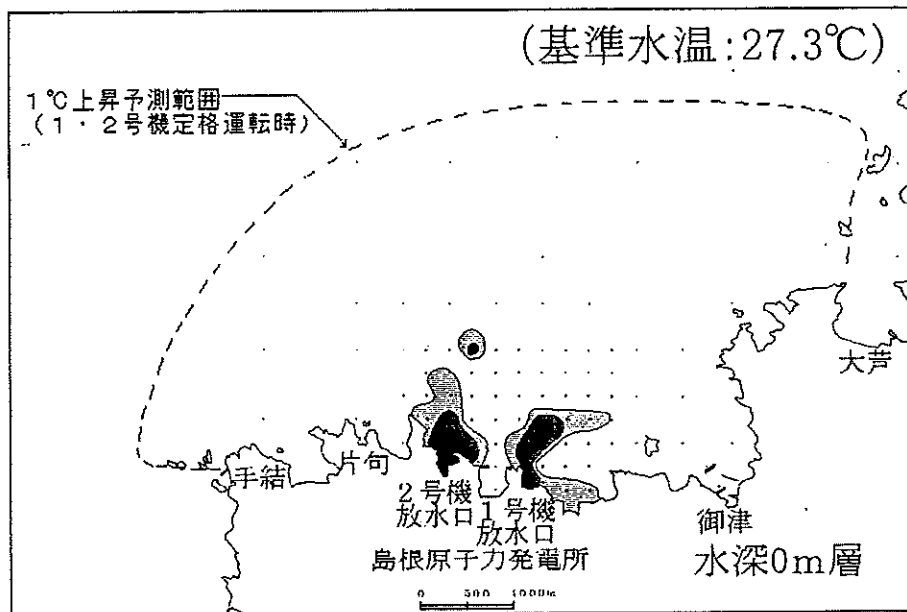 (基準水温:27.3℃)
1℃上昇予測範囲
(1・2号機定格運転時)
大芦
手結
片句
2号機
放水口
1号機
放水口
御津
島根原子力発電所
水深0m層
0 500 1000m